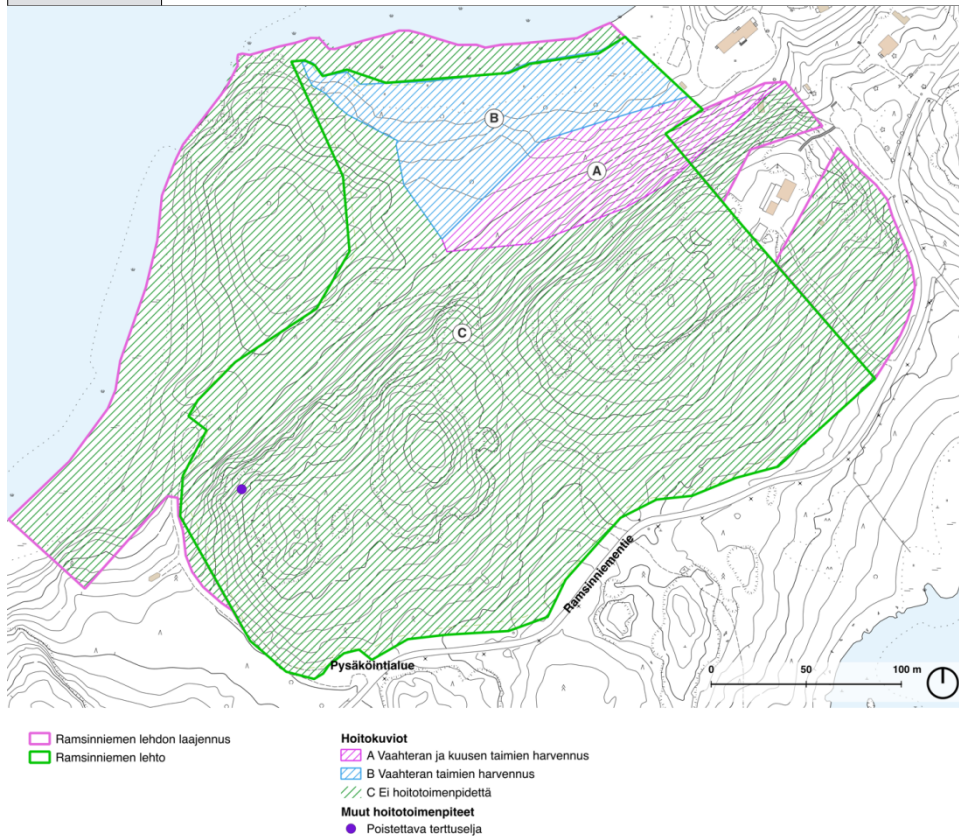 B
A
C
Ramsinniementie
Pysäköintialue
0 50 100 m
Ramsinniemen lehdon laajennus
Ramsinniemen lehto
Hoitokuviot
A Vaahteran ja kuusen taimien harvennus
B Vaahteran taimien harvennus
C Ei hoitotoimenpidettä
Muut hoitotoimenpiteet
Poistettava terttuselja